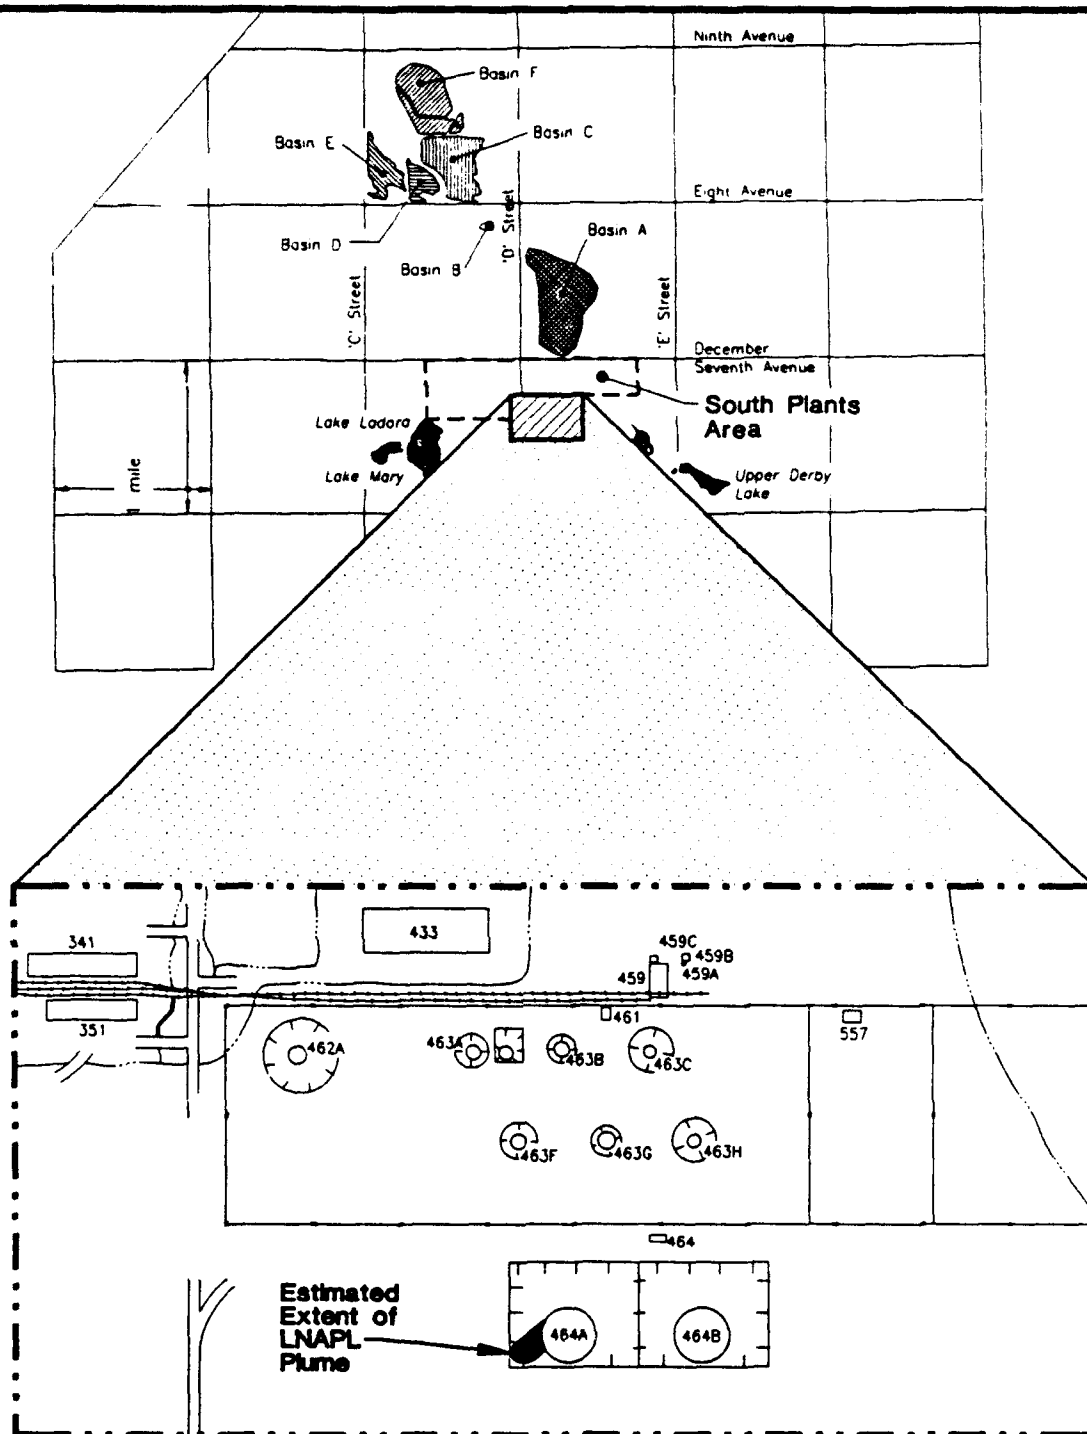 Ninth Avenue
Basin F
Basin C
Basin E
Eight Avenue
'D' Street
Basin D
Basin B
Basin A
'C' Street
'E' Street
December
Seventh Avenue
South Plants
Area
Lake Ladora
Lake Mary
1 mile
Upper Derby
Lake
341
433
459C
459B
459
459A
351
461
557
462A
463A
463B
463C
463F
463G
463H
464
Estimated
Extent of
LNAPL
Plume
464A
464B